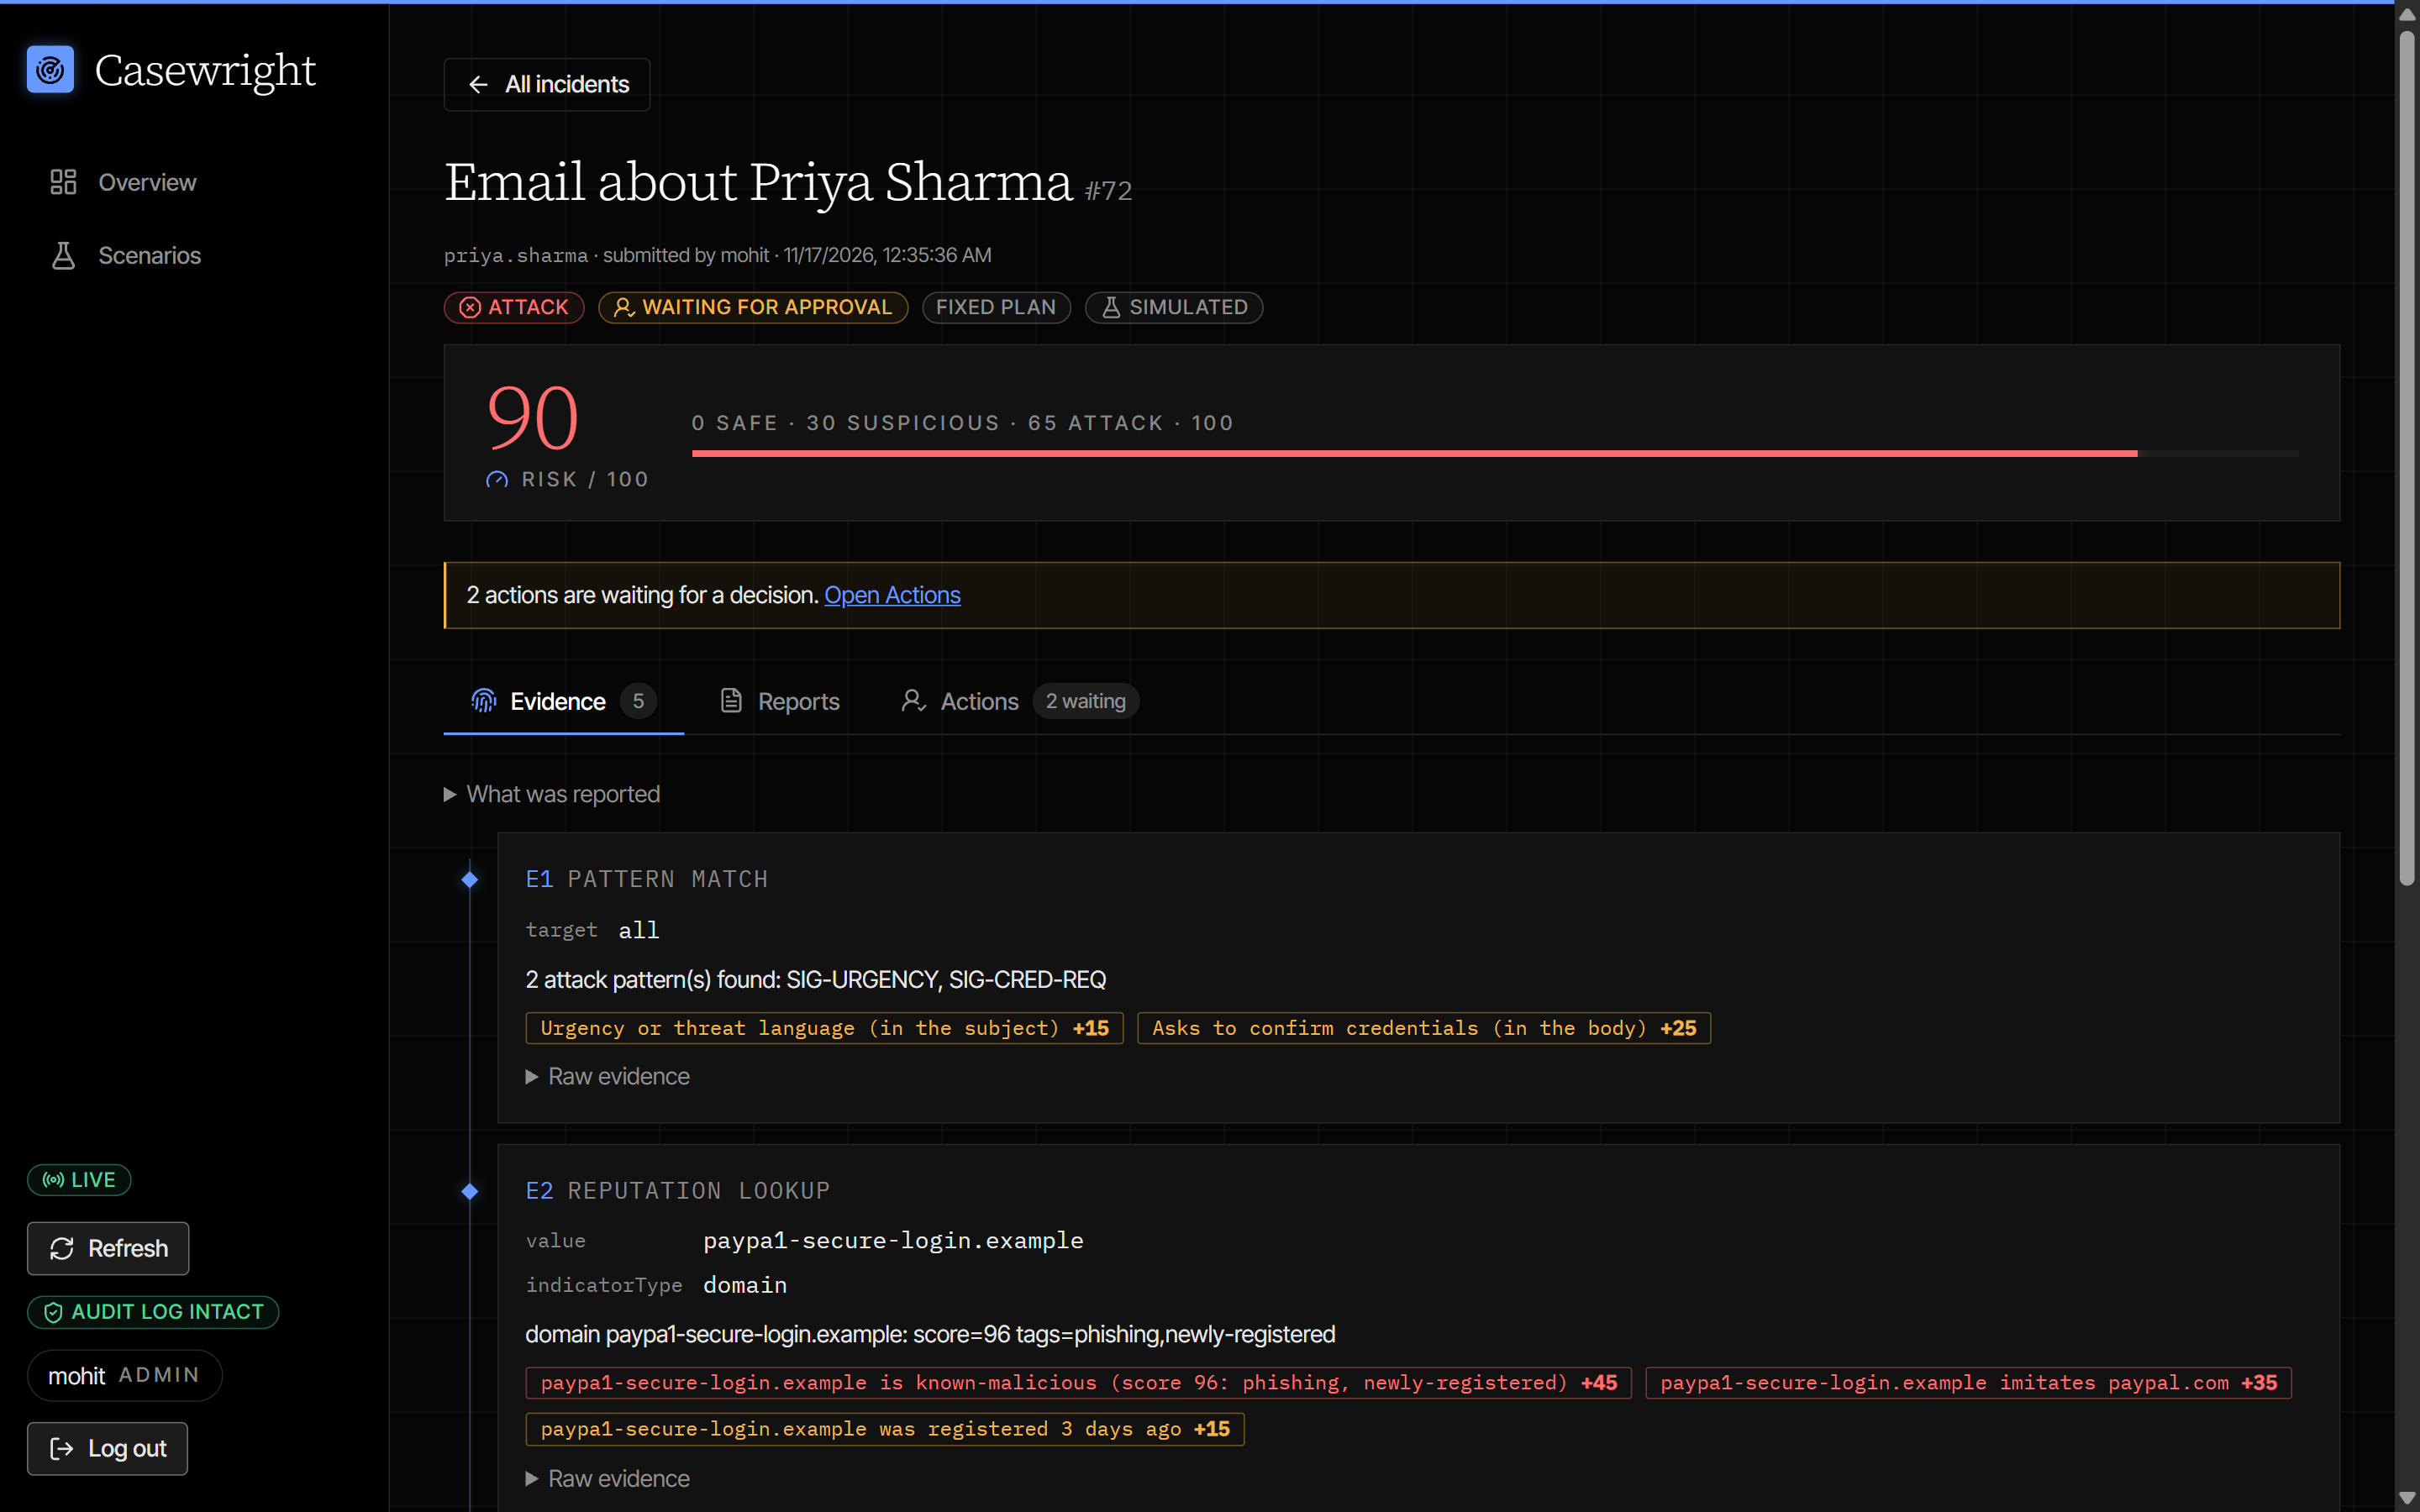 Casewright
Overview
Scenarios
LIVE
Refresh
AUDIT LOG INTACT
mohit ADMIN
Log out
All incidents
Email about Priya Sharma #72
priya.sharma · submitted by mohit · 11/17/2026, 12:35:36 AM
ATTACK WAITING FOR APPROVAL FIXED PLAN SIMULATED
90
RISK / 100
0 SAFE · 30 SUSPICIOUS · 65 ATTACK · 100
2 actions are waiting for a decision. Open Actions
Evidence 5 Reports Actions 2 waiting
What was reported
E1 PATTERN MATCH
target all
2 attack pattern(s) found: SIG-URGENCY, SIG-CRED-REQ
Urgency or threat language (in the subject) +15 Asks to confirm credentials (in the body) +25
Raw evidence
E2 REPUTATION LOOKUP
value paypa1-secure-login.example
indicatorType domain
domain paypa1-secure-login.example: score=96 tags=phishing,newly-registered
paypa1-secure-login.example is known-malicious (score 96: phishing, newly-registered) +45 paypa1-secure-login.example imitates paypal.com +35
paypa1-secure-login.example was registered 3 days ago +15
Raw evidence